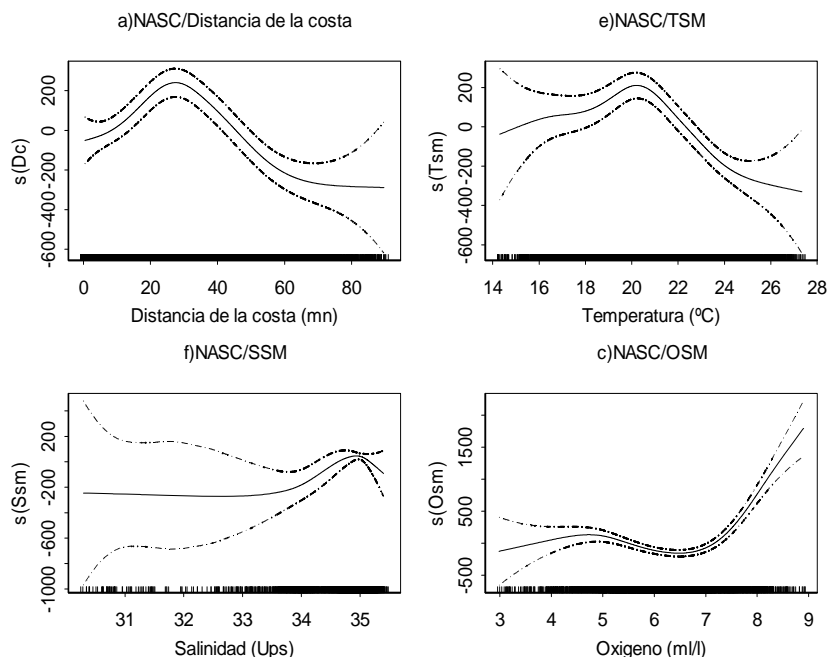 a)NASC/Distancia de la costa
s(Dc)
200
0
-200
-400
-600
0 20 40 60 80
Distancia de la costa (mn)
e)NASC/TSM
s(Tsm)
200
0
-200
-400
-600
14 16 18 20 22 24 26 28
Temperatura (ºC)
f)NASC/SSM
s(Ssm)
200
-200
-600
-1000
31 32 33 34 35
Salinidad (Ups)
c)NASC/OSM
s(Osm)
1500
500
-500
3 4 5 6 7 8 9
Oxigeno (ml/l)